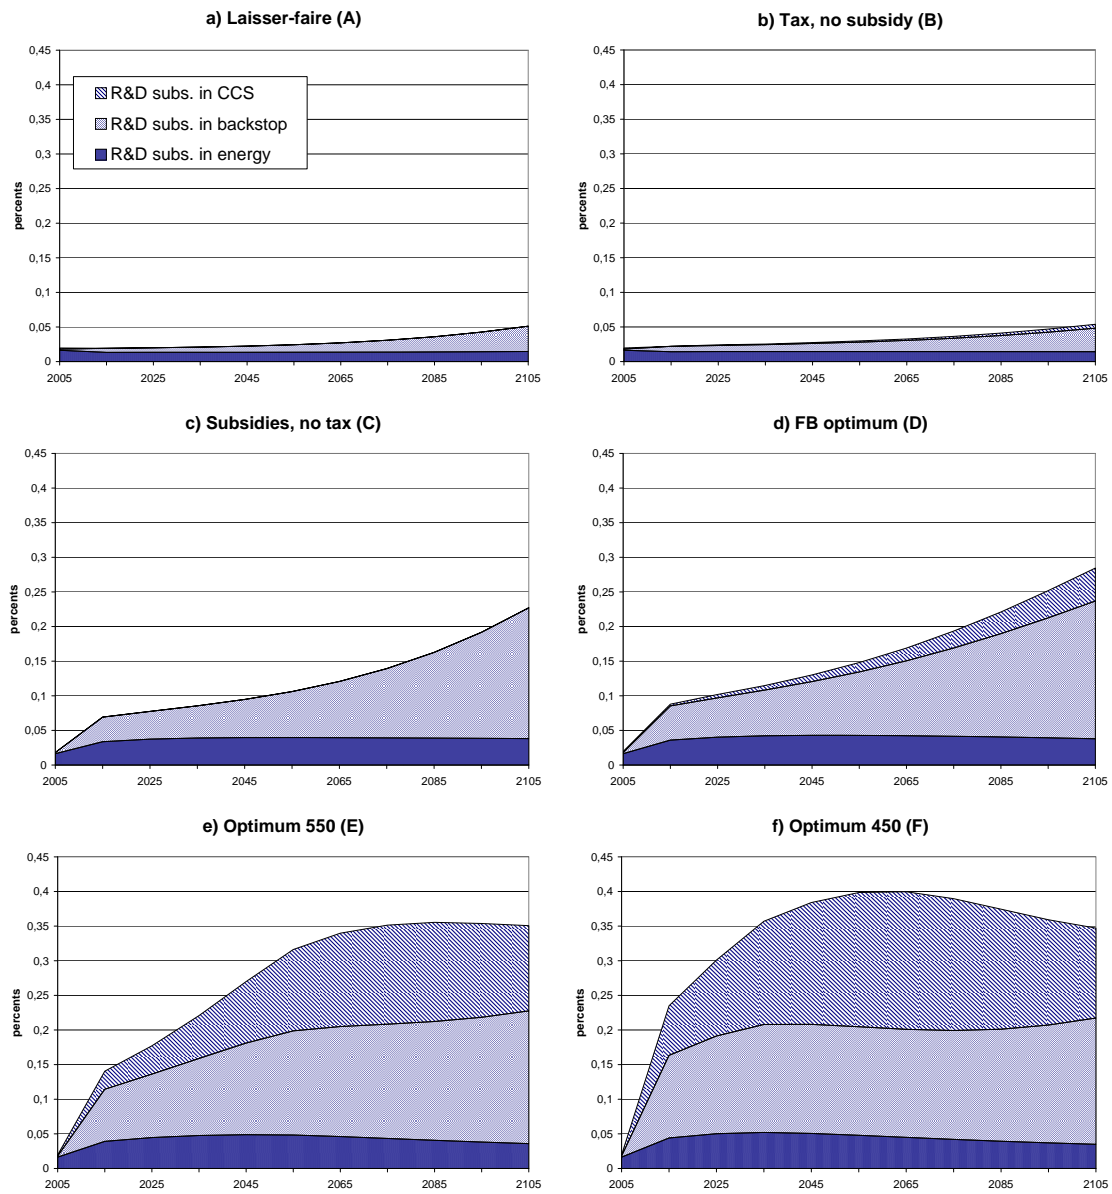 a) Laisser-faire (A)
0,45
0,4
0,35
0,3
0,25
0,2
0,15
0,1
0,05
0
percents
R&D subs. in CCS
R&D subs. in backstop
R&D subs. in energy
2005 2025 2045 2065 2085 2105
b) Tax, no subsidy (B)
0,45
0,4
0,35
0,3
0,25
0,2
0,15
0,1
0,05
0
percents
2005 2025 2045 2065 2085 2105
c) Subsidies, no tax (C)
0,45
0,4
0,35
0,3
0,25
0,2
0,15
0,1
0,05
0
percents
2005 2025 2045 2065 2085 2105
d) FB optimum (D)
0,45
0,4
0,35
0,3
0,25
0,2
0,15
0,1
0,05
0
percents
2005 2025 2045 2065 2085 2105
e) Optimum 550 (E)
0,45
0,4
0,35
0,3
0,25
0,2
0,15
0,1
0,05
0
percents
2005 2025 2045 2065 2085 2105
f) Optimum 450 (F)
0,45
0,4
0,35
0,3
0,25
0,2
0,15
0,1
0,05
0
percents
2005 2025 2045 2065 2085 2105